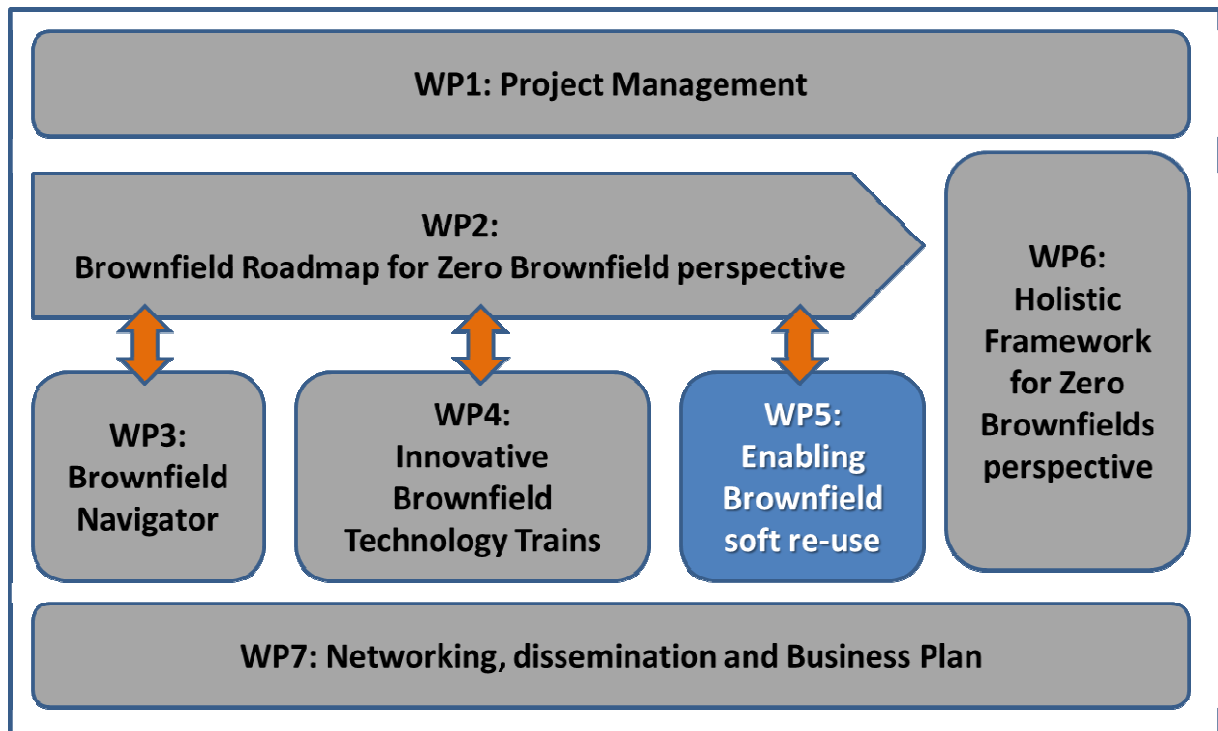 WP1: Project Management
WP2:
Brownfield Roadmap for Zero Brownfield perspective
WP6:
Holistic
Framework
for Zero
Brownfields
perspective
WP3:
Brownfield
Navigator
WP4:
Innovative
Brownfield
Technology Trains
WP5:
Enabling
Brownfield
soft re-use
WP7: Networking, dissemination and Business Plan